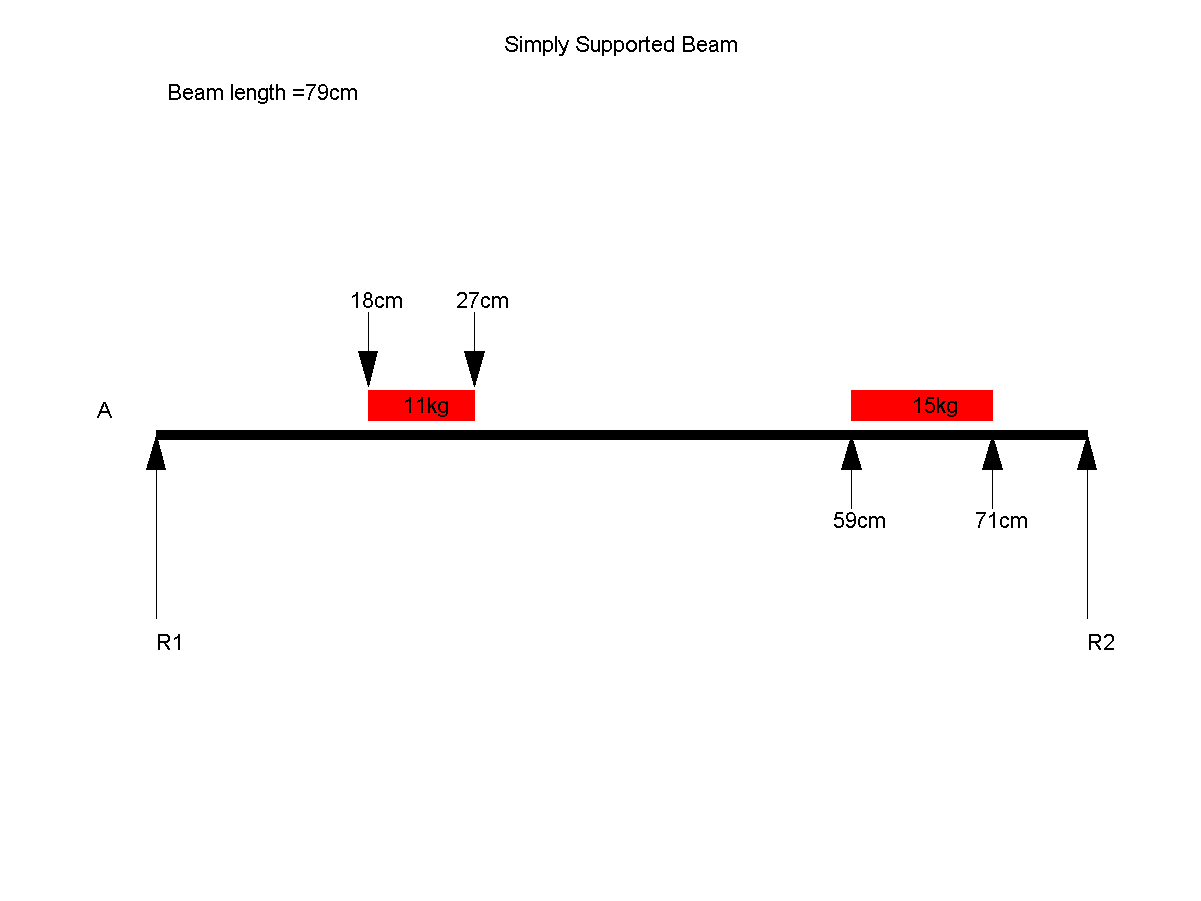 Simply Supported Beam
Beam length =79cm
18cm 27cm
A 11kg 15kg
59cm 71cm
R1 R2